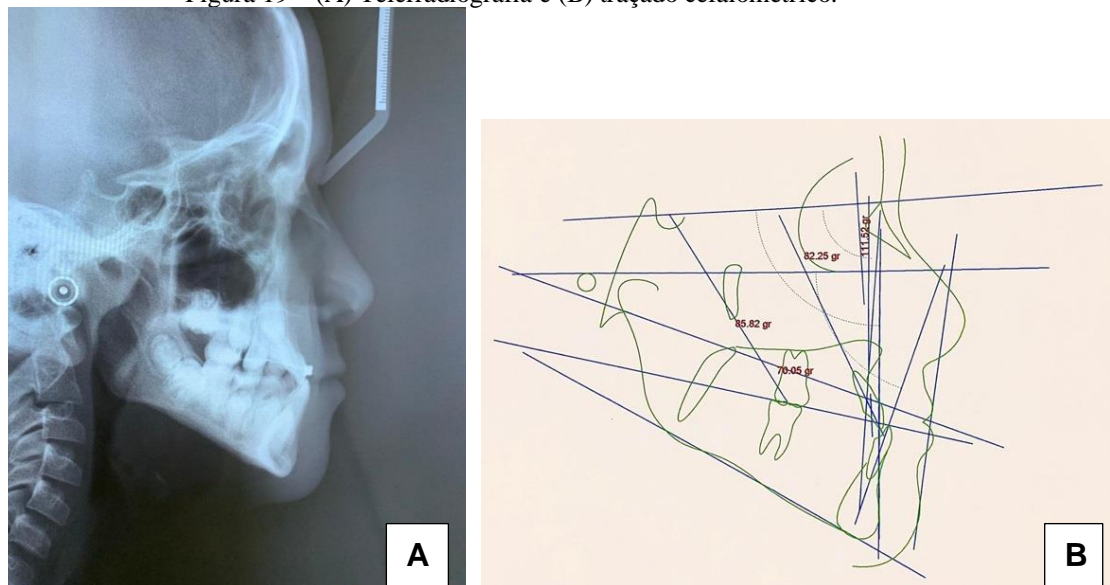 Figura 19 – (A) Telerradiografia e (B) traçado cefalométrico.
111.52 gr
82.25 gr
85.82 gr
70.05 gr
A
B